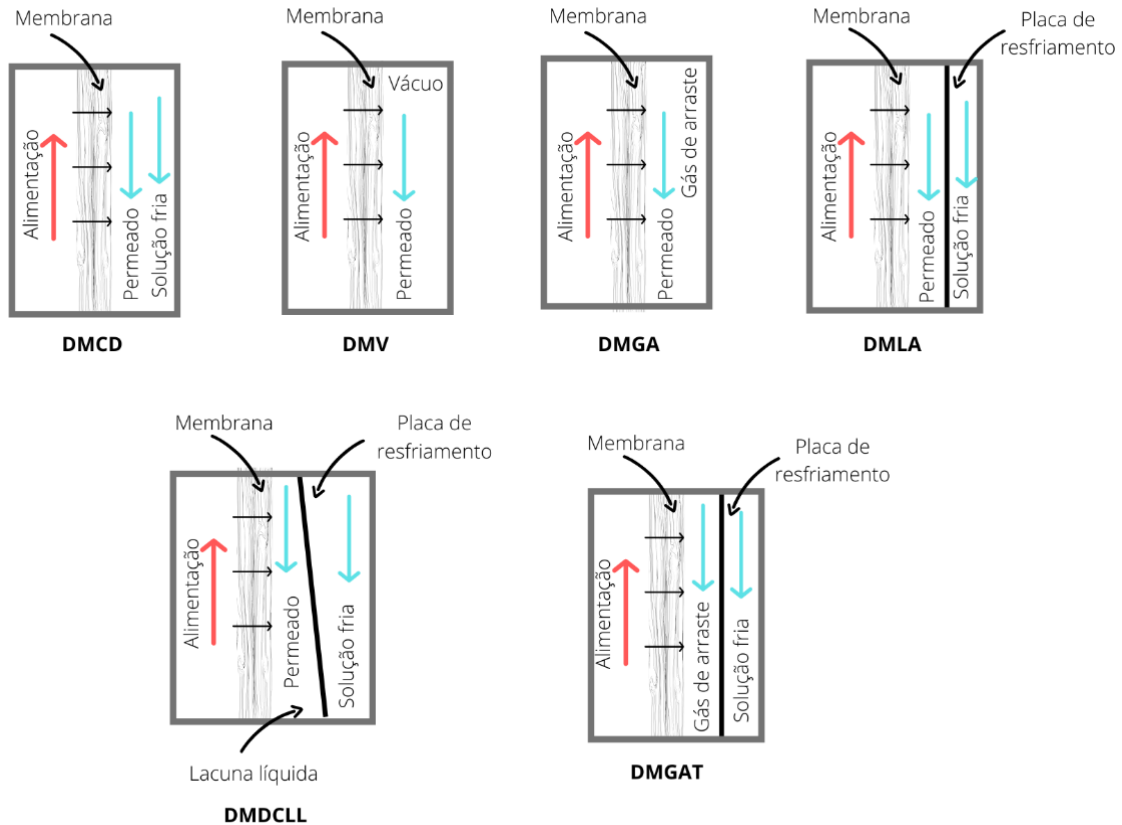 Membrana
Alimentação
Permeado
Solução fria
DMCD
Membrana
Vácuo
Alimentação
Permeado
DMV
Membrana
Gás de arraste
Alimentação
Permeado
DMGA
Membrana
Placa de
resfriamento
Alimentação
Permeado
Solução fria
DMLA
Membrana
Placa de
resfriamento
Alimentação
Permeado
Solução fria
Lacuna líquida
DMDCLL
Membrana
Placa de
resfriamento
Alimentação
Gás de arraste
Solução fria
DMGAT